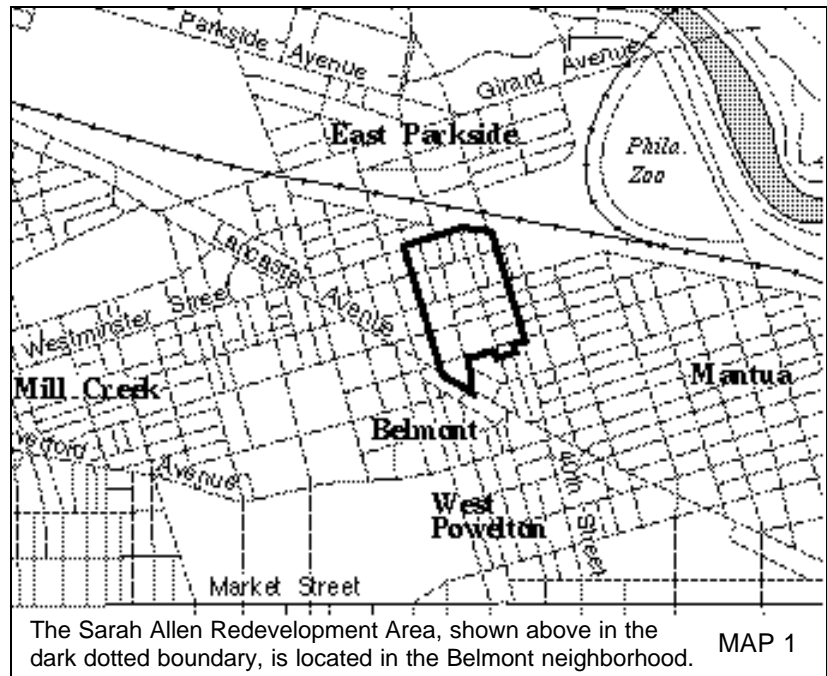 Parkside Avenue
Girard Avenue
East Parkside
Phila.
Zoo
Lancaster Avenue
Westminster Street
Mill Creek
Mantua
Belmont
Avenue
West
Powelton
40th Street
Market Street
The Sarah Allen Redevelopment Area, shown above in the
dark dotted boundary, is located in the Belmont neighborhood.
MAP 1